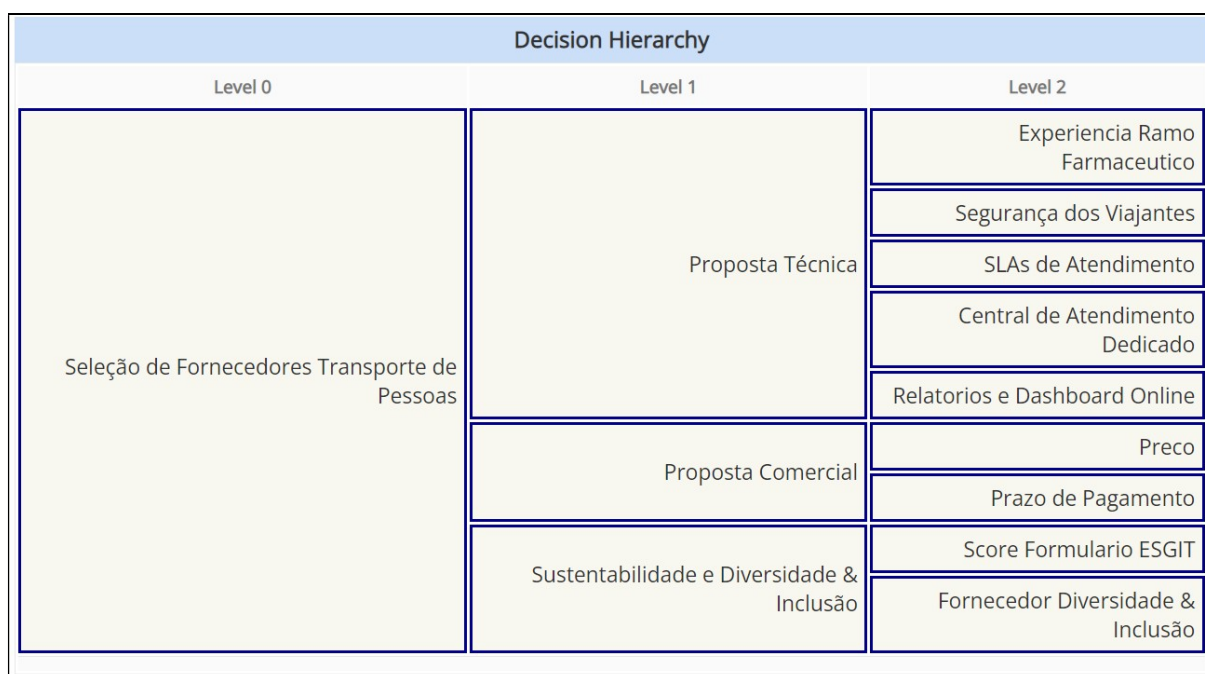 Decision Hierarchy
Level 0
Level 1
Level 2
Seleção de Fornecedores Transporte de
Pessoas
Proposta Técnica
Experiencia Ramo
Farmaceutico
Segurança dos Viajantes
SLAs de Atendimento
Central de Atendimento
Dedicado
Relatorios e Dashboard Online
Proposta Comercial
Preco
Prazo de Pagamento
Sustentabilidade e Diversidade &
Inclusão
Score Formulario ESGIT
Fornecedor Diversidade &
Inclusão